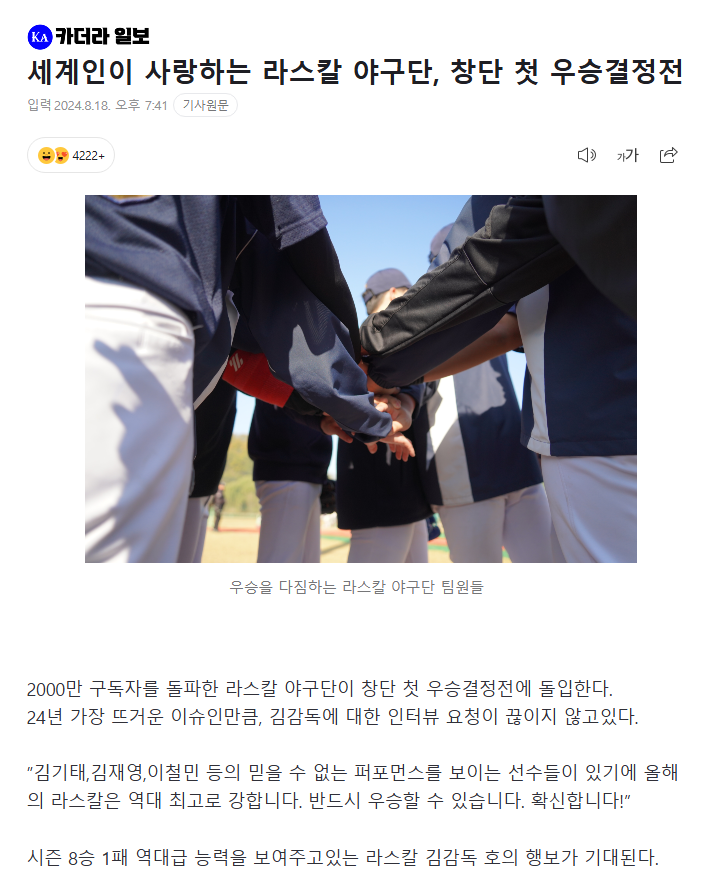 KA 카더라 일보
세계인이 사랑하는 라스칼 야구단, 창단 첫 우승결정전
입력 2024.8.18. 오후 7:41 기사원문
4222+ 가가
우승을 다짐하는 라스칼 야구단 팀원들
2000만 구독자를 돌파한 라스칼 야구단이 창단 첫 우승결정전에 돌입한다.
24년 가장 뜨거운 이슈인만큼, 김감독에 대한 인터뷰 요청이 끊이지 않고있다.
"김기태,김재영,이철민 등의 믿을 수 없는 퍼포먼스를 보이는 선수들이 있기에 올해
의 라스칼은 역대 최고로 강합니다. 반드시 우승할 수 있습니다. 확신합니다!"
시즌 8승 1패 역대급 능력을 보여주고있는 라스칼 김감독 호의 행보가 기대된다.